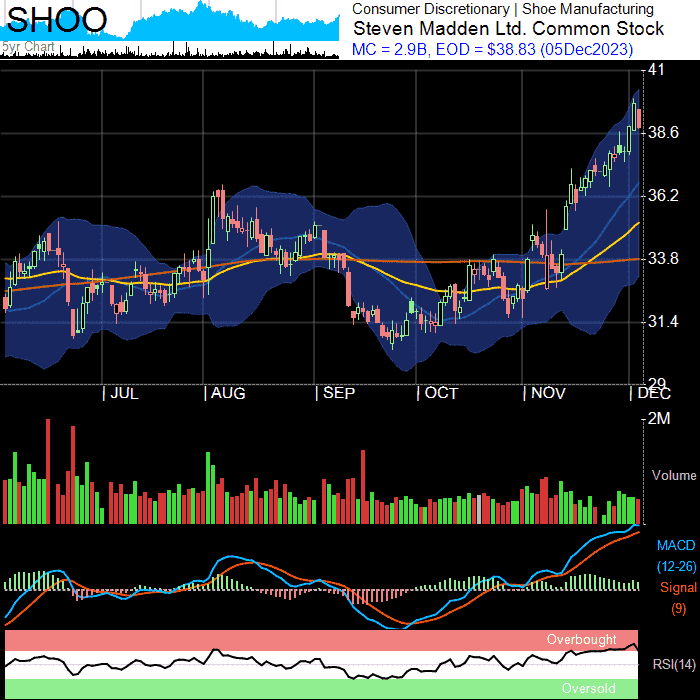 SHOO
5yr Chart
Consumer Discretionary | Shoe Manufacturing
Steven Madden Ltd. Common Stock
MC = 2.9B, EOD = $38.83 (05Dec2023)
41
38.6
36.2
33.8
31.4
29
JUL
AUG
SEP
OCT
NOV
DEC
2M
Volume
MACD
(12-26)
Signal
(9)
Overbought
RSI(14)
Oversold